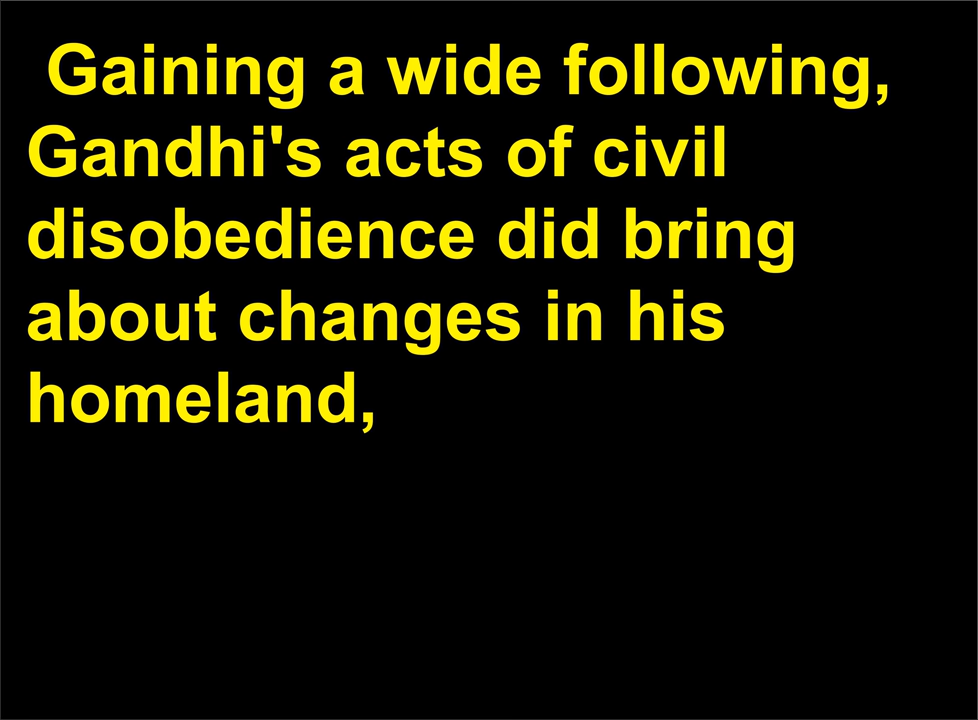 Gaining a wide following,
Gandhi's acts of civil
disobedience did bring
about changes in his
homeland,